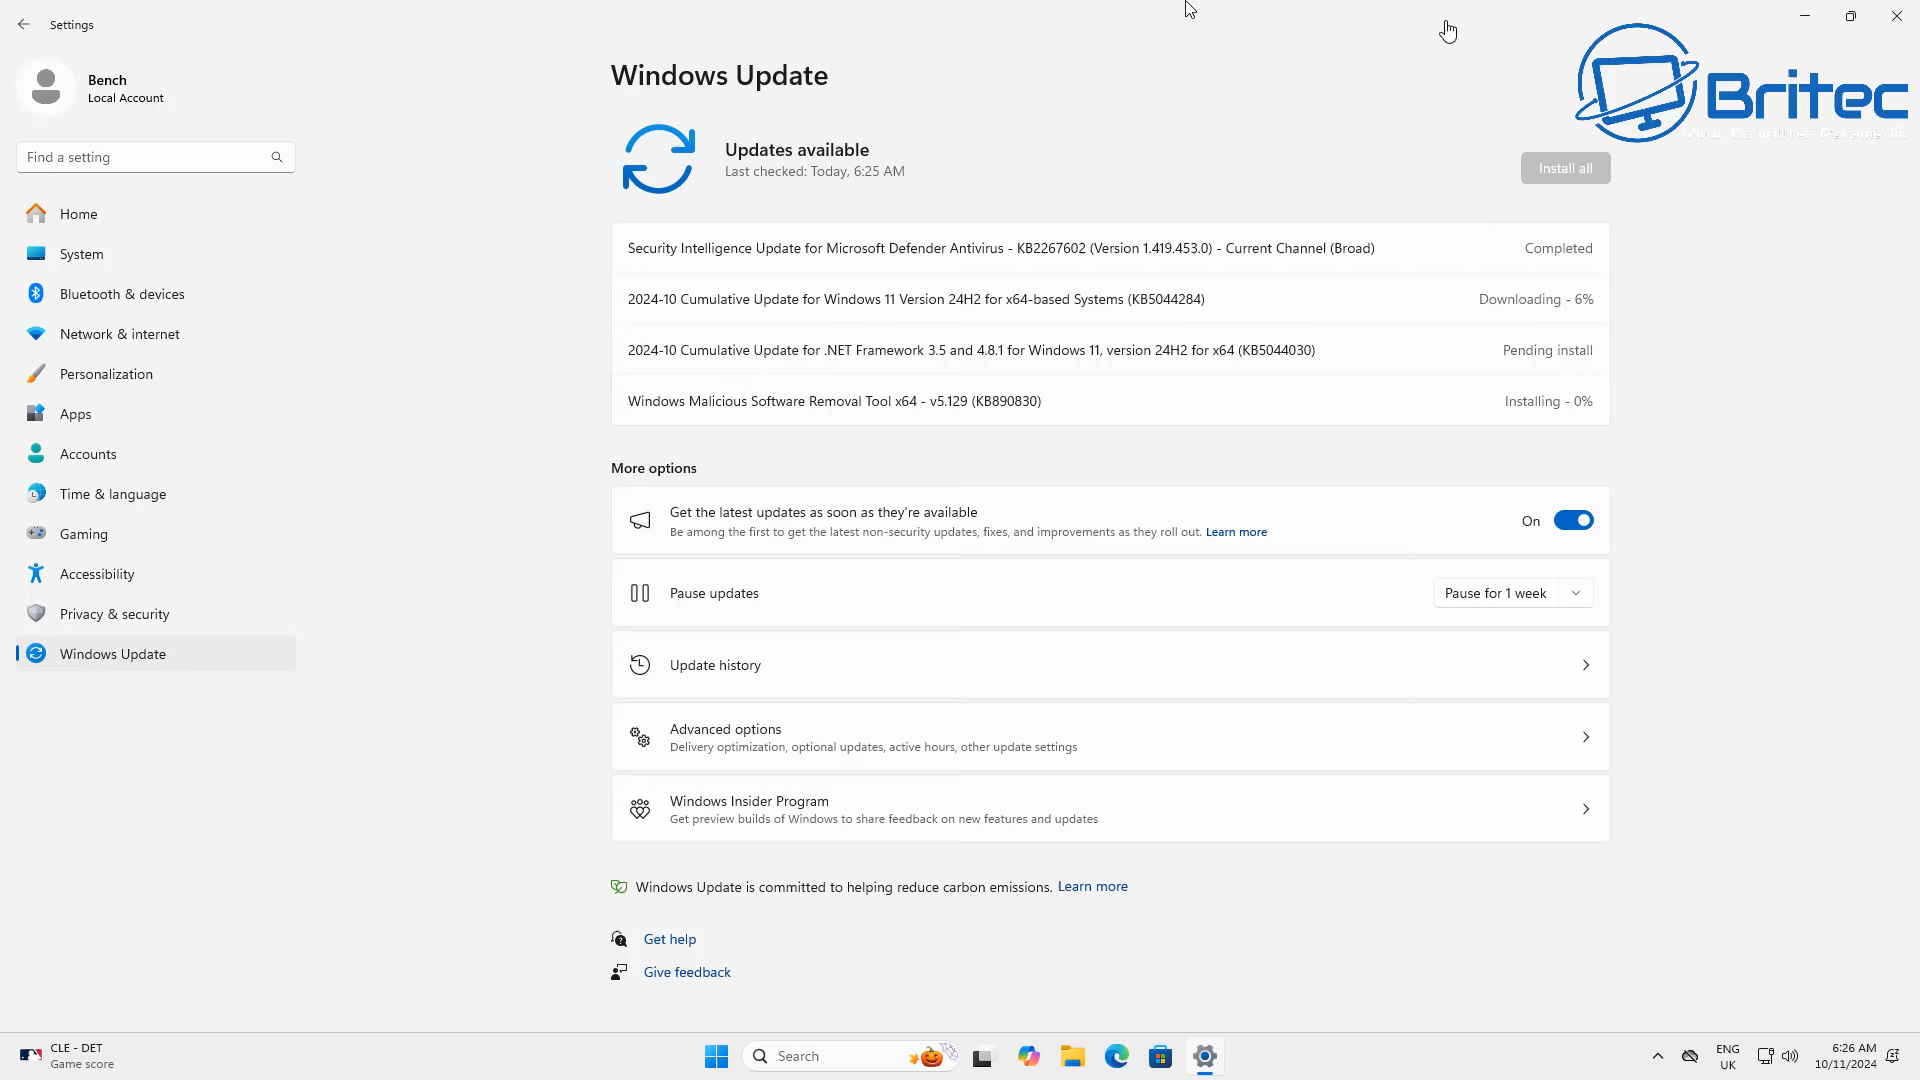 Settings
Bench
Local Account
Find a setting
Home
System
Bluetooth & devices
Network & internet
Personalization
Apps
Accounts
Time & language
Gaming
Accessibility
Privacy & security
Windows Update
Windows Update
Updates available
Last checked: Today, 6:25 AM
Install all
Britec
Your Computer Paramedic
Security Intelligence Update for Microsoft Defender Antivirus - KB2267602 (Version 1.419.453.0) - Current Channel (Broad) Completed
2024-10 Cumulative Update for Windows 11 Version 24H2 for x64-based Systems (KB5044284) Downloading - 6%
2024-10 Cumulative Update for .NET Framework 3.5 and 4.8.1 for Windows 11, version 24H2 for x64 (KB5044030) Pending install
Windows Malicious Software Removal Tool x64 - v5.129 (KB890830) Installing - 0%
More options
Get the latest updates as soon as they're available
Be among the first to get the latest non-security updates, fixes, and improvements as they roll out. Learn more
On
Pause updates Pause for 1 week
Update history
Advanced options
Delivery optimization, optional updates, active hours, other update settings
Windows Insider Program
Get preview builds of Windows to share feedback on new features and updates
Windows Update is committed to helping reduce carbon emissions. Learn more
Get help
Give feedback
CLE - DET
Game score
Search
ENG
UK
6:26 AM
10/11/2024